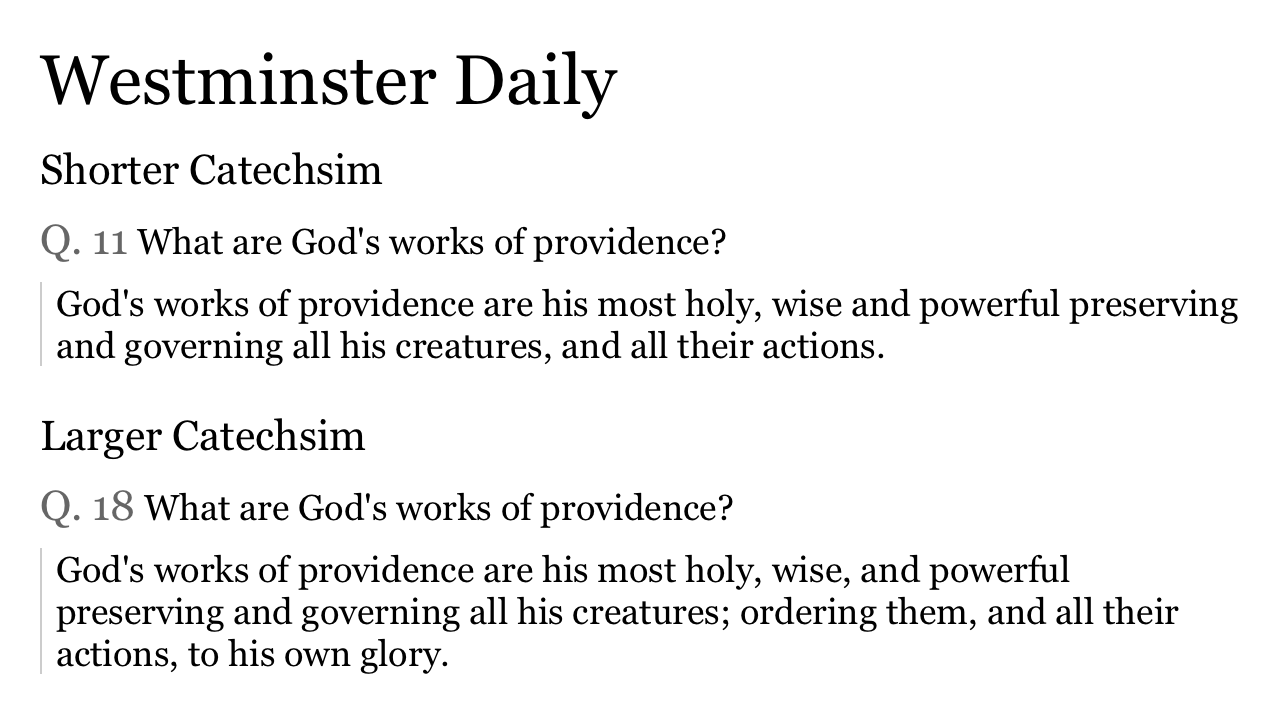 Westminster Daily
Shorter Catechsim
Q. 11 What are God's works of providence?
God's works of providence are his most holy, wise and powerful preserving
and governing all his creatures, and all their actions.
Larger Catechsim
Q. 18 What are God's works of providence?
God's works of providence are his most holy, wise, and powerful
preserving and governing all his creatures; ordering them, and all their
actions, to his own glory.